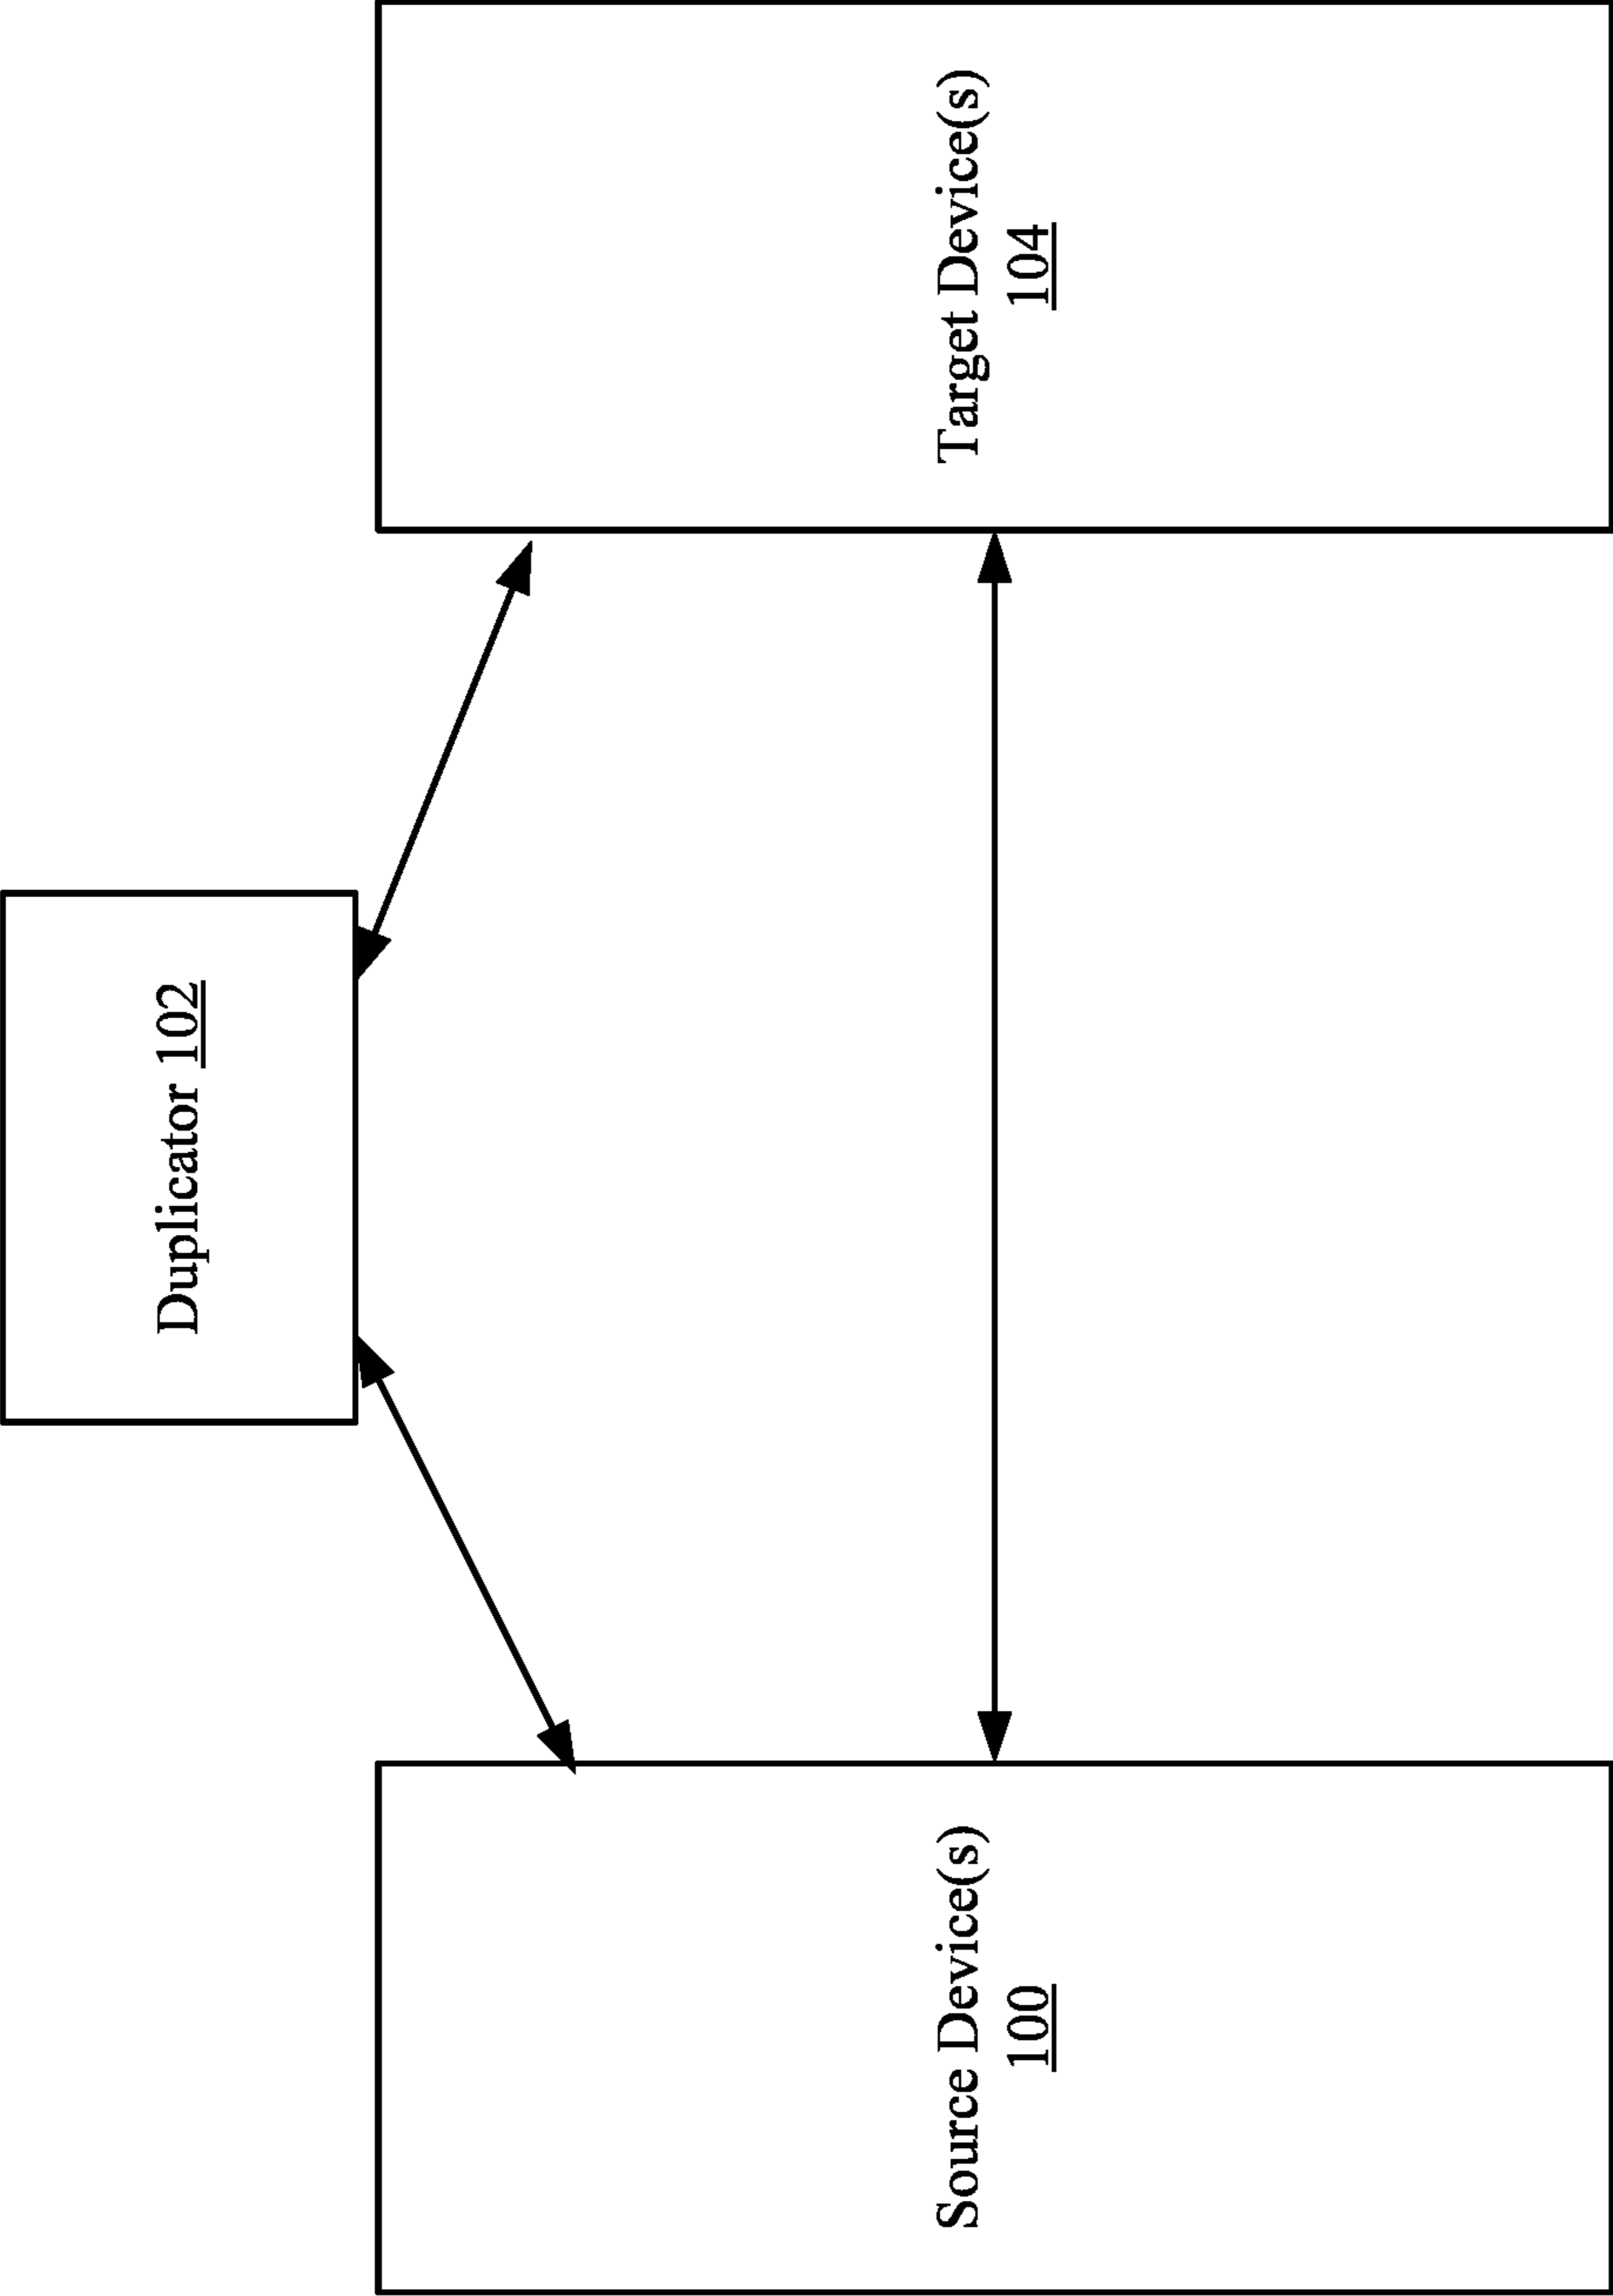 Duplicator 102
Source Device(s)
100
Target Device(s)
104